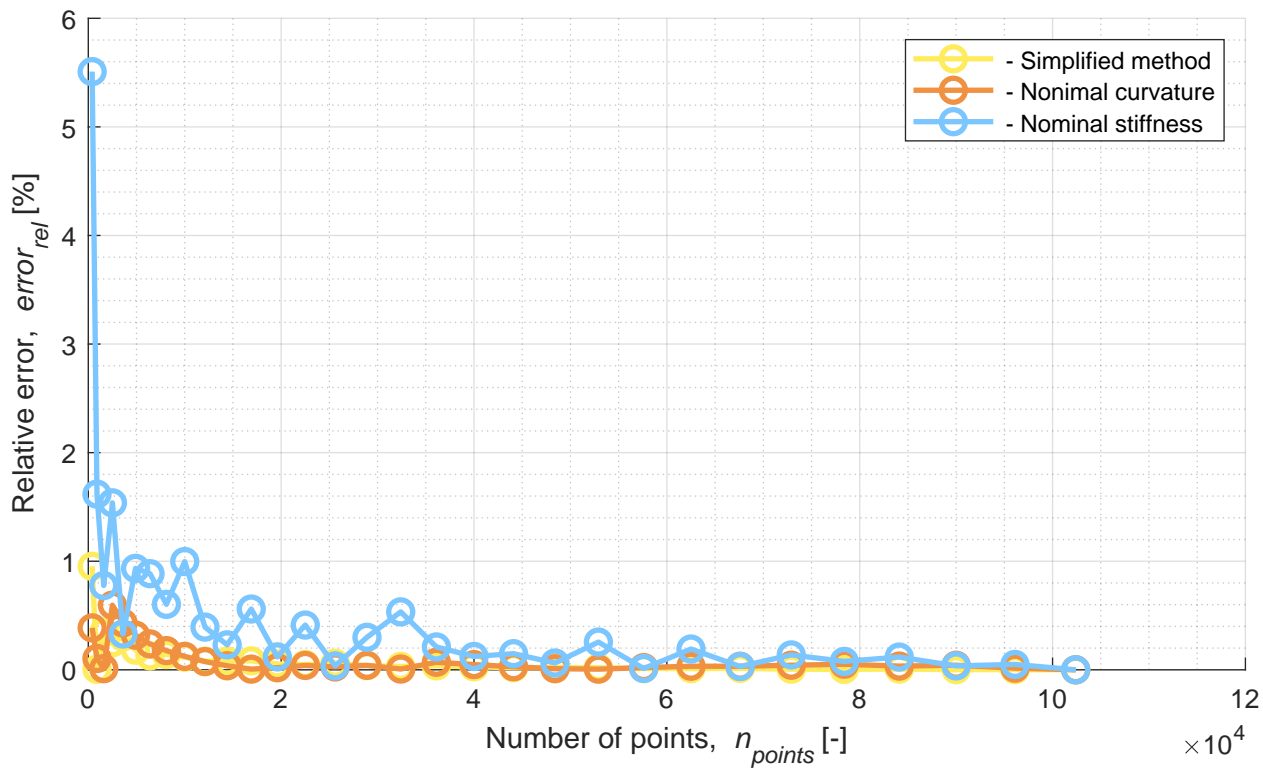 6
5
4
3
2
1
0
Relative error, error_rel [%]
- Simplified method
- Nonimal curvature
- Nominal stiffness
0 2 4 6 8 10 12
×10^4
Number of points, n_points [-]